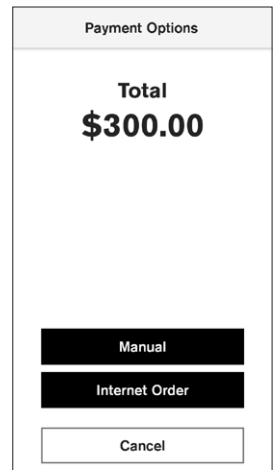 Payment Options
Total
$300.00
Manual
Internet Order
Cancel